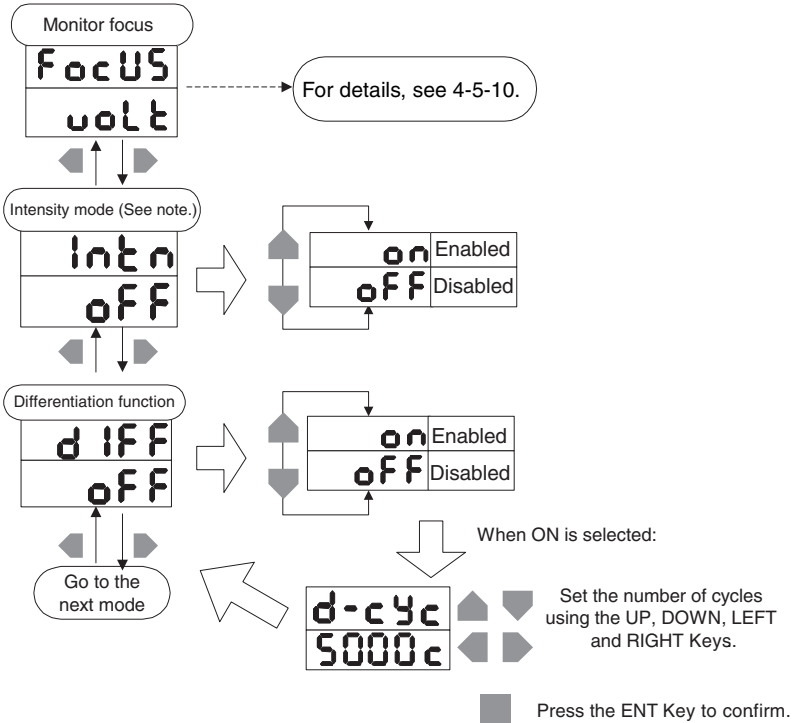 Monitor focus
FocUS
volt
For details, see 4-5-10.
Intensity mode (See note.)
Intn
oFF
on Enabled
oFF Disabled
Differentiation function
dIFF
oFF
on Enabled
oFF Disabled
When ON is selected:
Go to the
next mode
d-cYc
5000c
Set the number of cycles
using the UP, DOWN, LEFT
and RIGHT Keys.
Press the ENT Key to confirm.